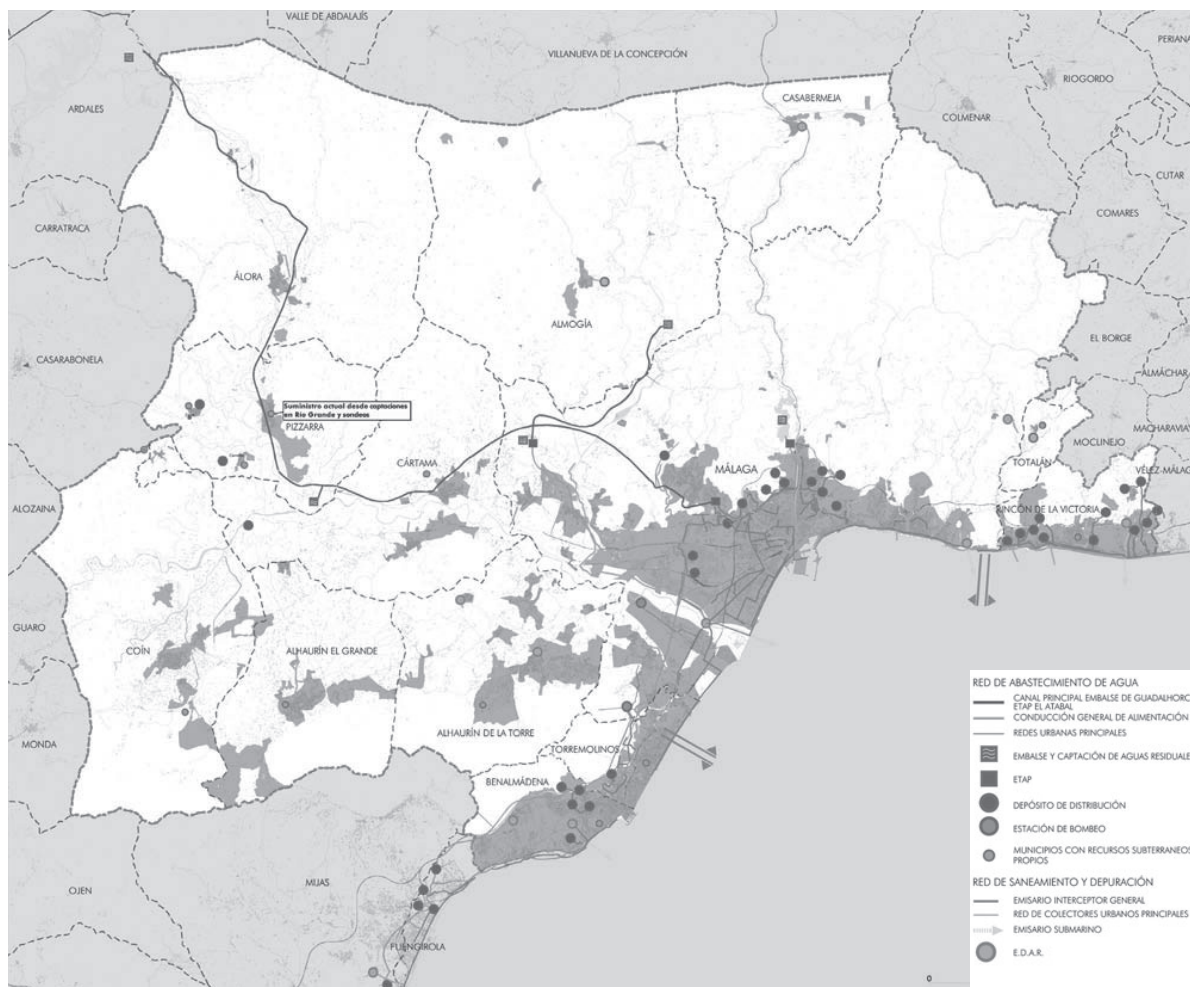 VALLE DE ABDALAJÍS
VILLANUEVA DE LA CONCEPCIÓN
PERIANA
RIOGORDO
ARDALES
CASABERMEJA
COLMENAR
CUTAR
COMARES
CARRATRACA
ÁLORA
ALMOGÍA
EL BORGE
CASARABONELA
ALMÁCHAR
Suministro actual desde captaciones
en Río Grande y sondeos
PIZZARRA
MACHARAVIA
MOCLINEJO
CÁRTAMA
MÁLAGA
TOTALÁN
VÉLEZ-MÁLAG
ALOZAINA
RINCÓN DE LA VICTORIA
GUARO
COÍN
ALHAURÍN EL GRANDE
MONDA
ALHAURÍN DE LA TORRE
TORREMOLINOS
BENALMÁDENA
OJEN
MIJAS
FUENGIROLA
RED DE ABASTECIMIENTO DE AGUA
CANAL PRINCIPAL EMBALSE DE GUADALHORC
ETAP EL ATABAL
CONDUCCIÓN GENERAL DE ALIMENTACIÓN
REDES URBANAS PRINCIPALES
EMBALSE Y CAPTACIÓN DE AGUAS RESIDUALE
ETAP
DEPÓSITO DE DISTRIBUCIÓN
ESTACIÓN DE BOMBEO
MUNICIPIOS CON RECURSOS SUBTERRANEOS
PROPIOS
RED DE SANEAMIENTO Y DEPURACIÓN
EMISARIO INTERCEPTOR GENERAL
RED DE COLECTORES URBANOS PRINCIPALES
EMISARIO SUBMARINO
E.D.A.R.
0